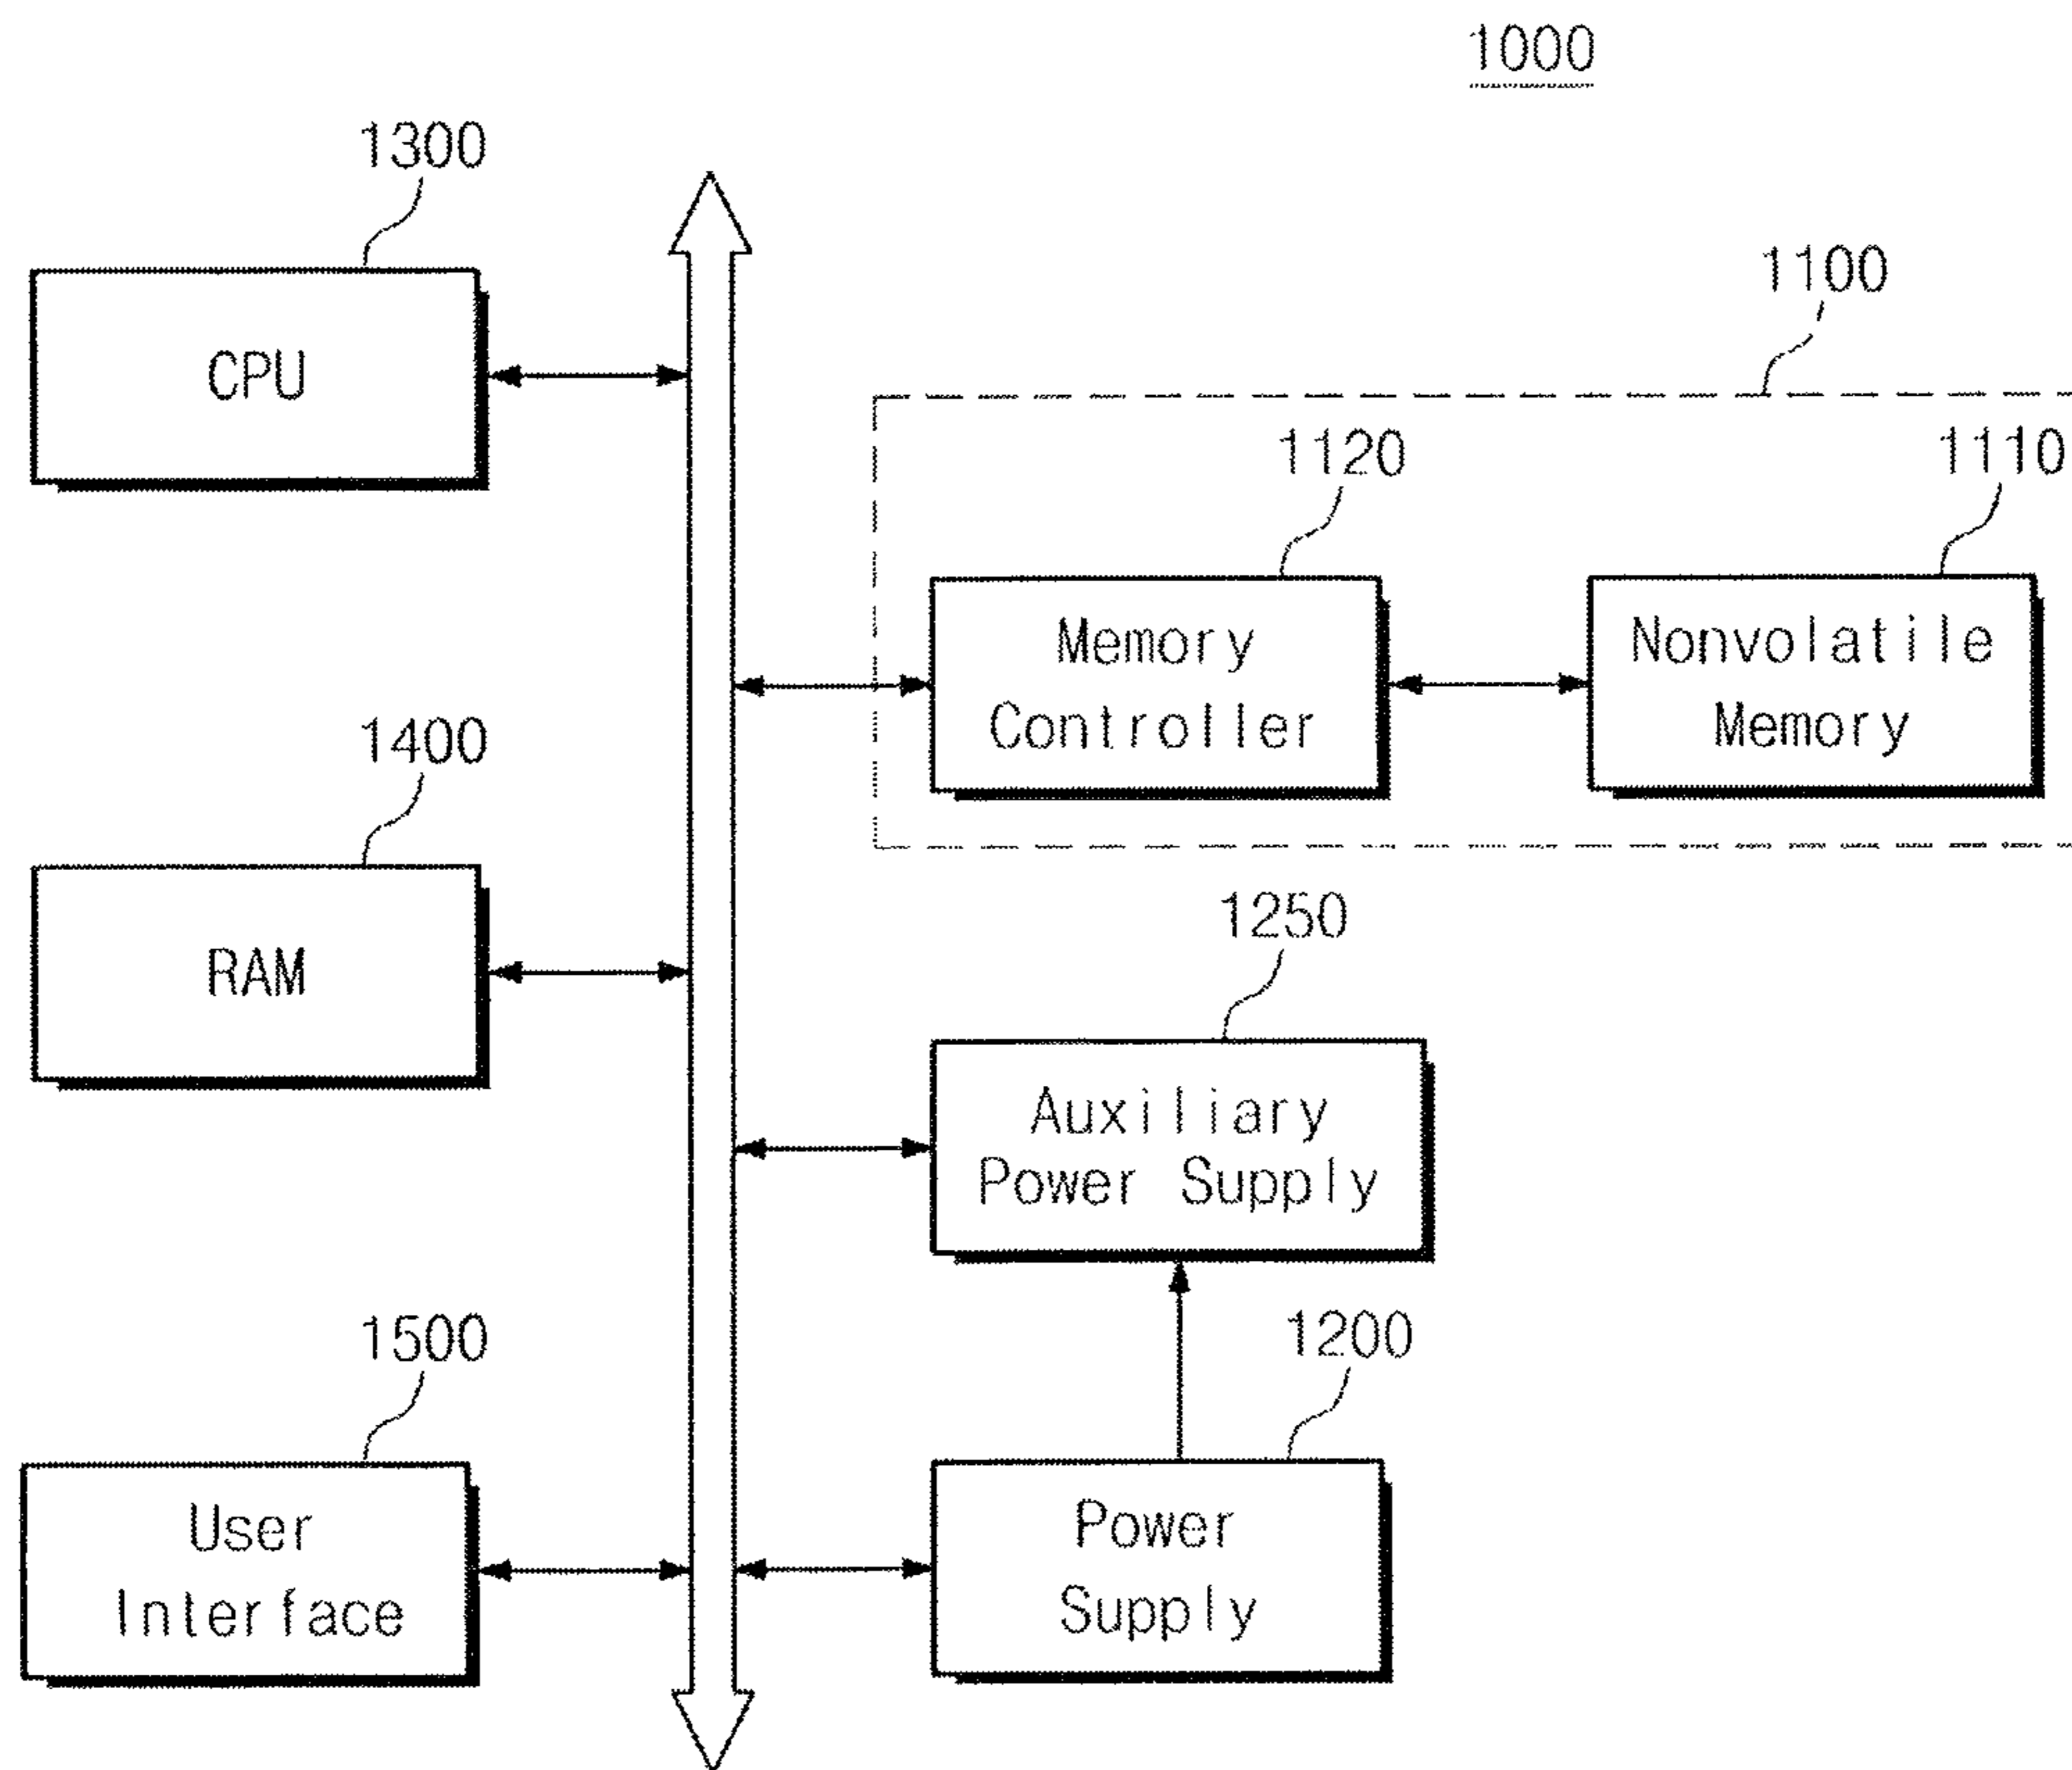 1000
1300
CPU
1100
1120
1110
Memory
Controller
Nonvolatile
Memory
1400
RAM
1250
Auxiliary
Power Supply
1500
User
Interface
1200
Power
Supply